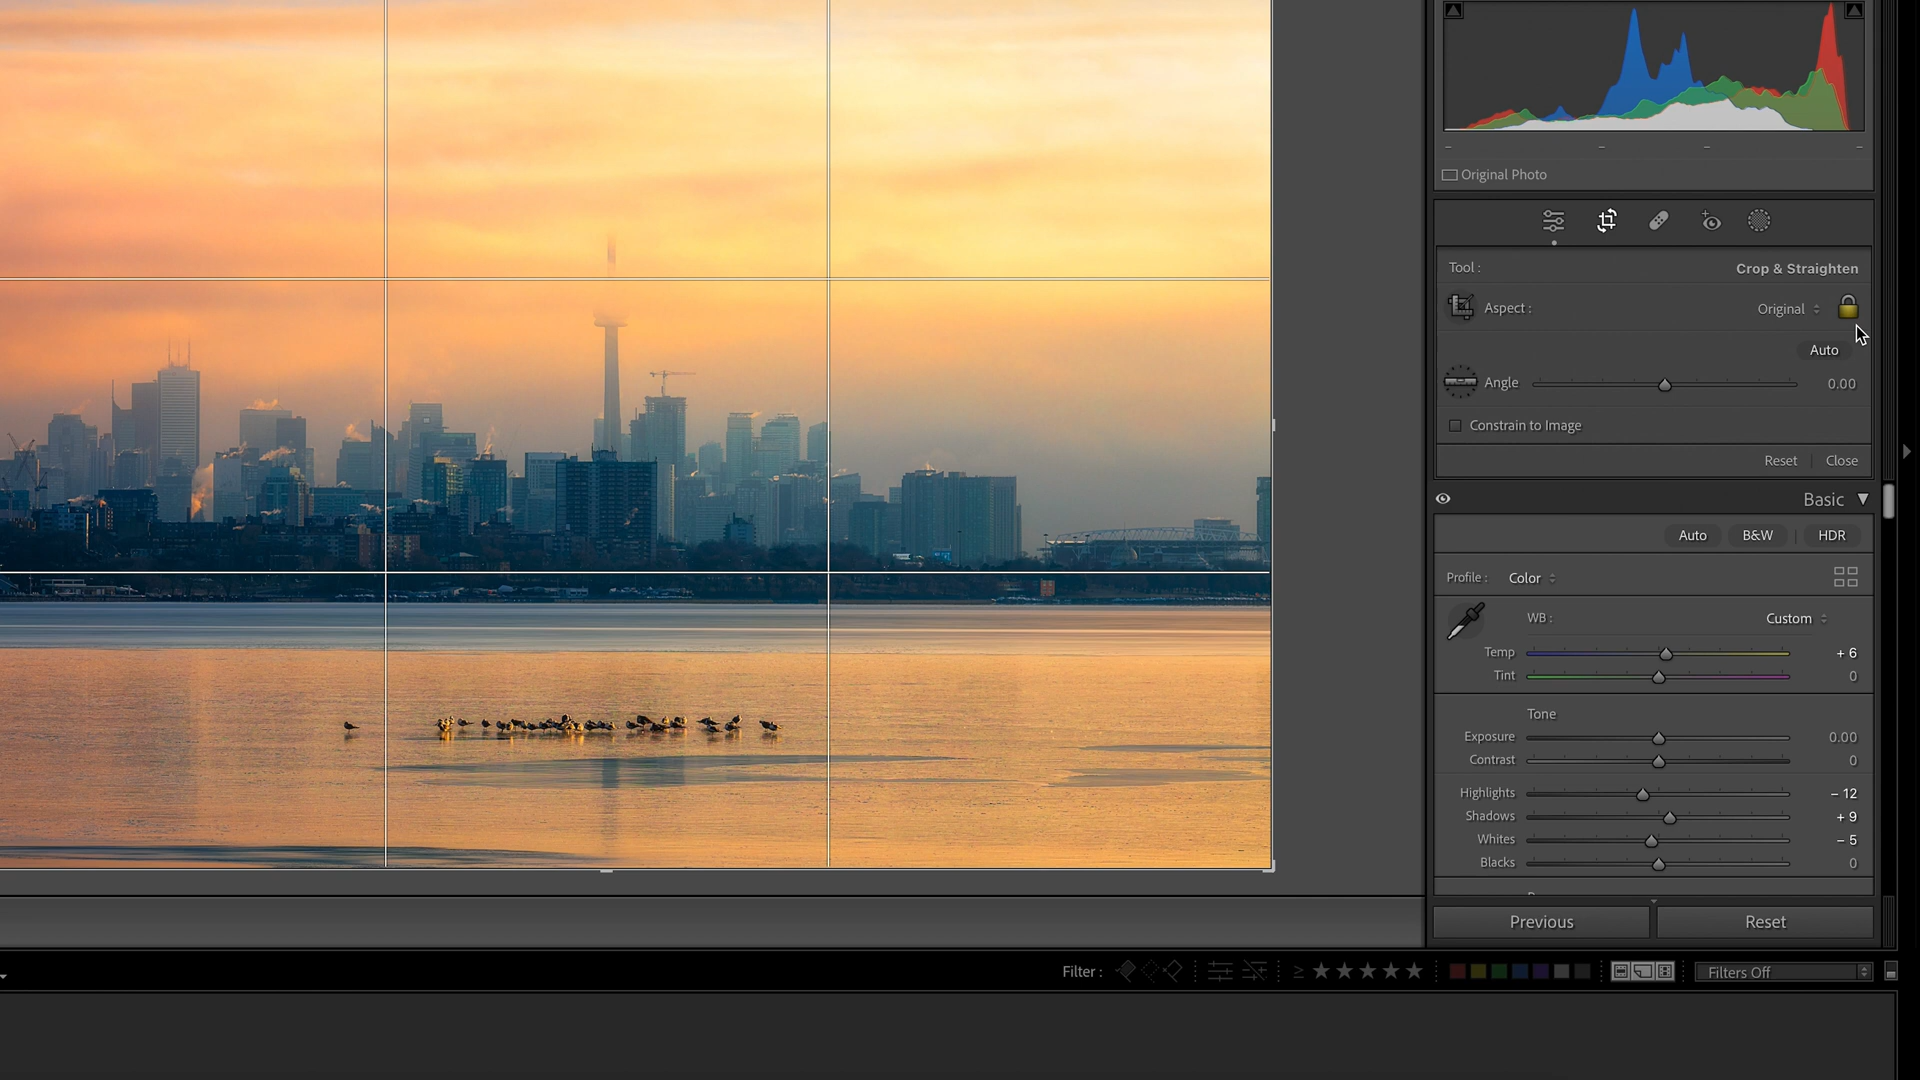 Original Photo
Tool : Crop & Straighten
Aspect : Original
Auto
Angle 0.00
Constrain to Image
Reset Close
Basic
Auto B&W HDR
Profile : Color
WB : Custom
Temp + 6
Tint 0
Tone
Exposure 0.00
Contrast 0
Highlights − 12
Shadows + 9
Whites − 5
Blacks 0
Previous Reset
Filter : ≥ Filters Off